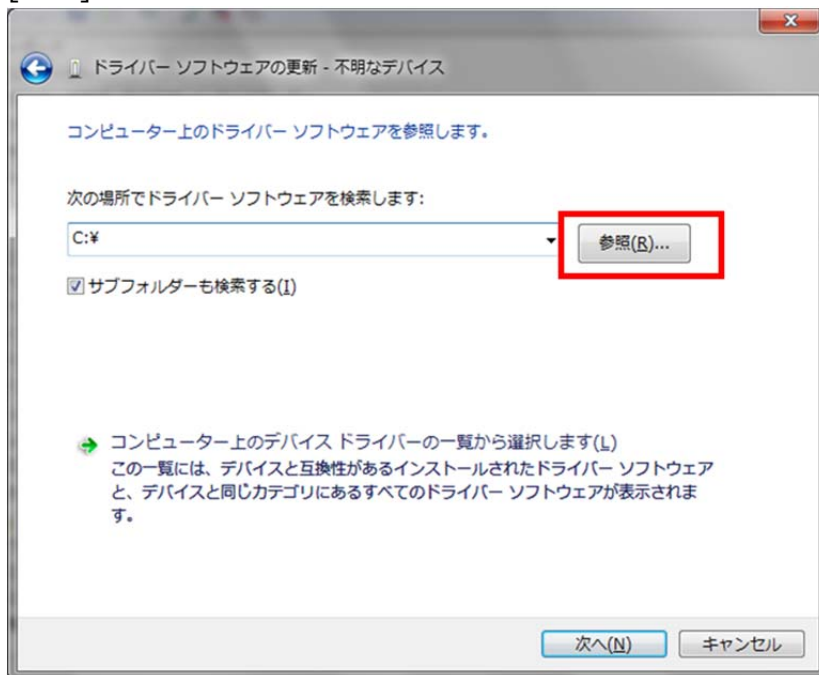 ドライバー ソフトウェアの更新 - 不明なデバイス
コンピューター上のドライバー ソフトウェアを参照します。
次の場所でドライバー ソフトウェアを検索します:
C:¥
参照(R)...
サブフォルダーも検索する(I)
コンピューター上のデバイス ドライバーの一覧から選択します(L)
この一覧には、デバイスと互換性があるインストールされたドライバー ソフトウェア
と、デバイスと同じカテゴリにあるすべてのドライバー ソフトウェアが表示されま
す。
次へ(N) キャンセル